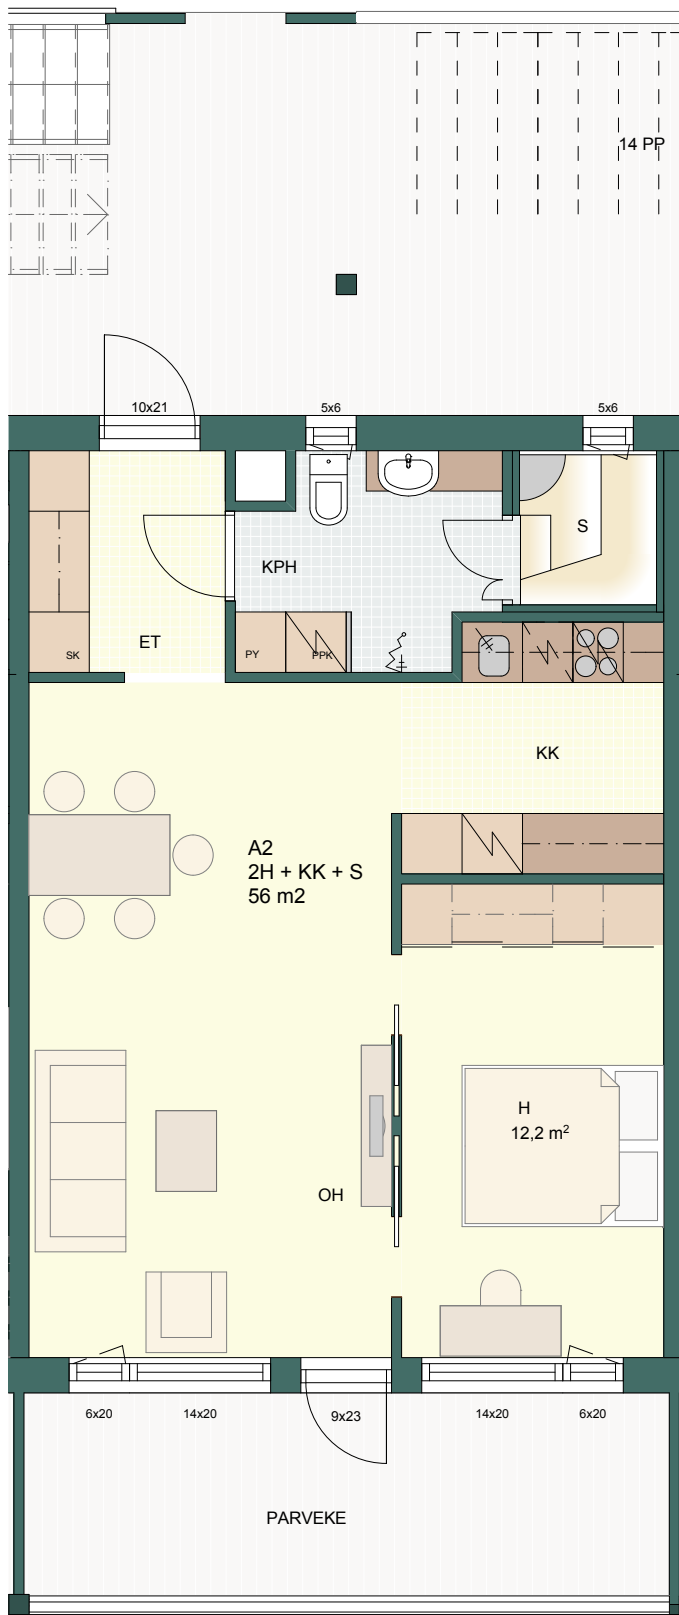 14 PP
10x21
5x6
5x6
S
KPH
ET
SK
PY
PPK
KK
A2
2H + KK + S
56 m2
H
12,2 m²
OH
6x20
14x20
9x23
14x20
6x20
PARVEKE